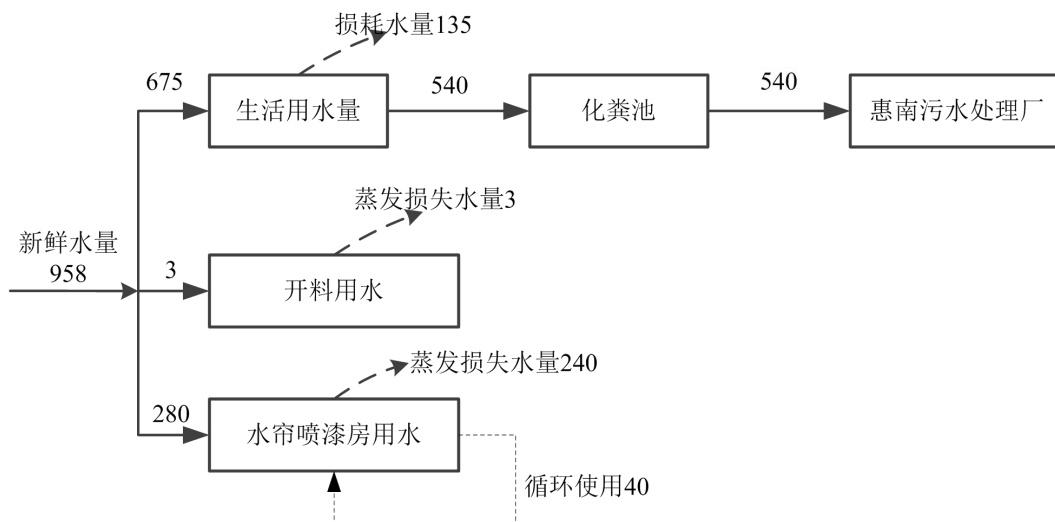 损耗水量135
675
生活用水量
540
化粪池
540
惠南污水处理厂
蒸发损失水量3
新鲜水量
958
3
开料用水
蒸发损失水量240
280
水帘喷漆房用水
循环使用40